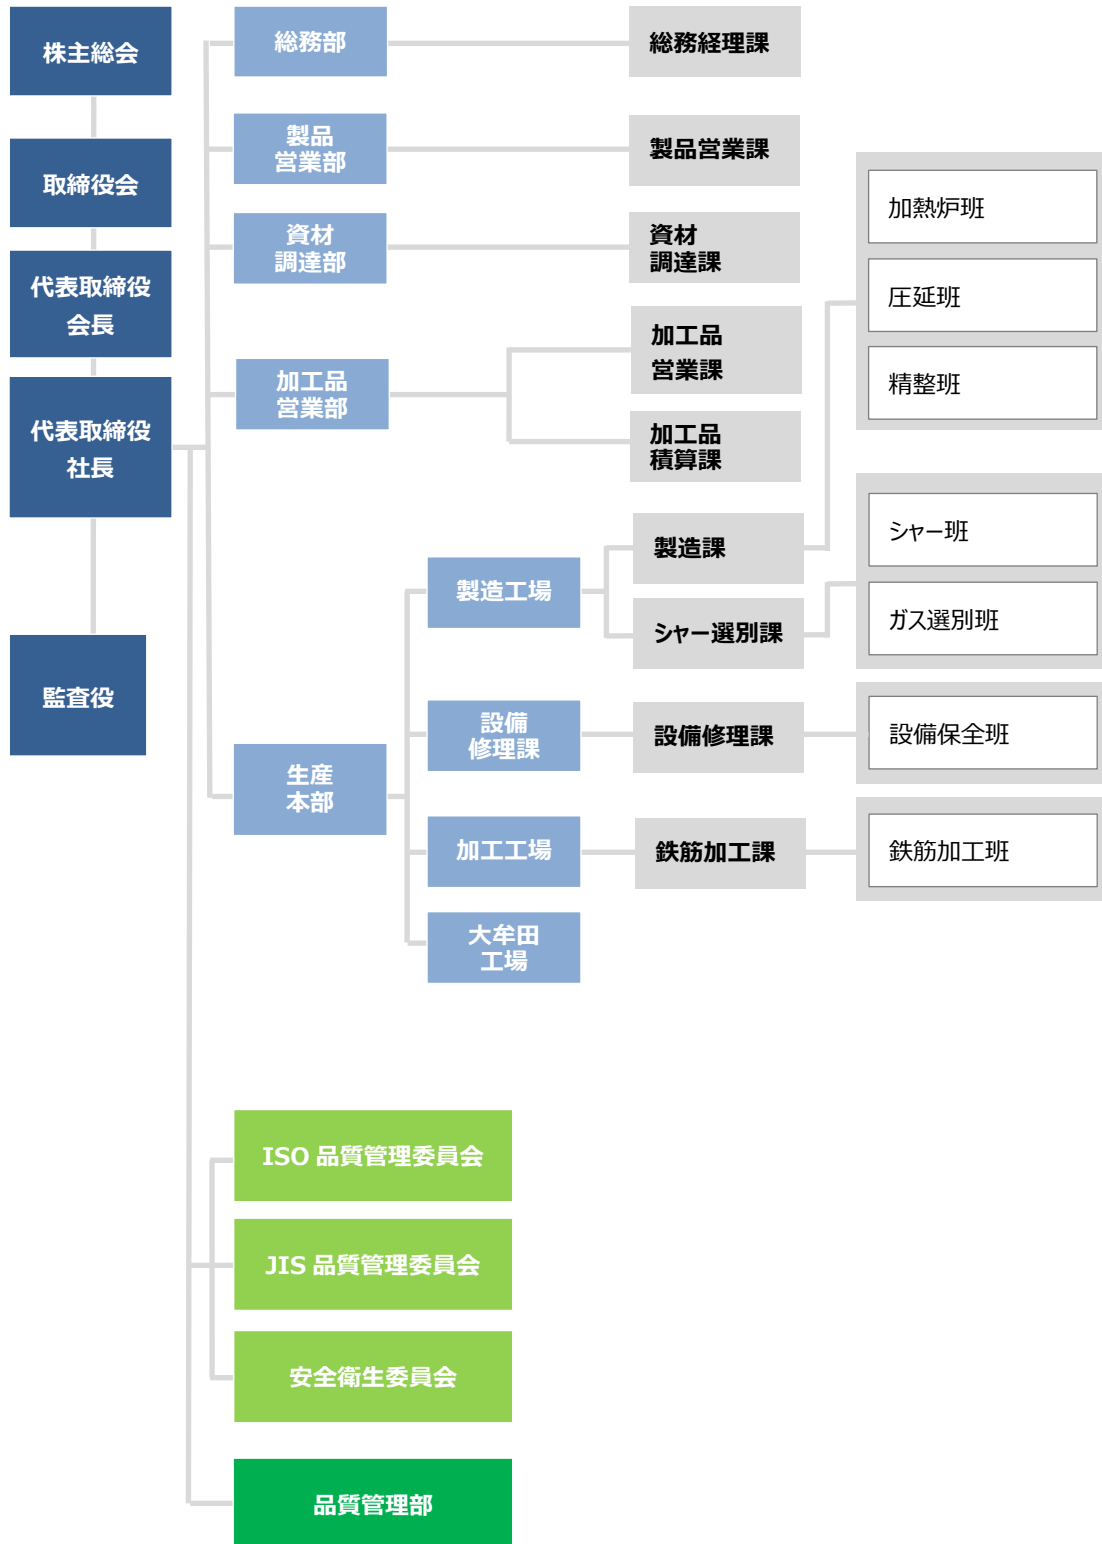 株主総会
取締役会
代表取締役
会長
代表取締役
社長
監査役
総務部
総務経理課
製品
営業部
製品営業課
資材
調達部
資材
調達課
加工品
営業部
加工品
営業課
加工品
積算課
生産
本部
製造工場
製造課
加熱炉班
圧延班
精整班
シャー選別課
シャー班
ガス選別班
設備
修理課
設備修理課
設備保全班
加工工場
鉄筋加工課
鉄筋加工班
大牟田
工場
ISO 品質管理委員会
JIS 品質管理委員会
安全衛生委員会
品質管理部